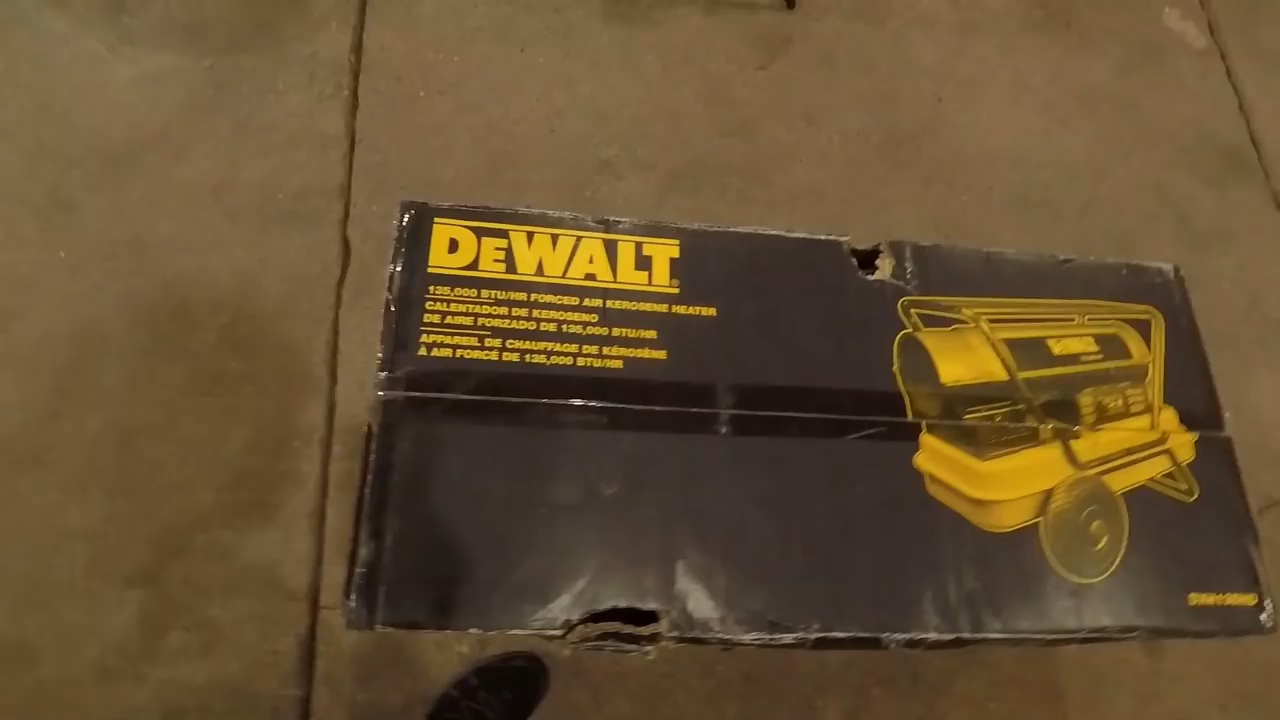 DEWALT®
135,000 BTU/HR FORCED AIR KEROSENE HEATER
CALENTADOR DE KEROSENO
DE AIRE FORZADO DE 135,000 BTU/HR
APPAREIL DE CHAUFFAGE DE KÉROSÈNE
À AIR FORCÉ DE 135,000 BTU/HR